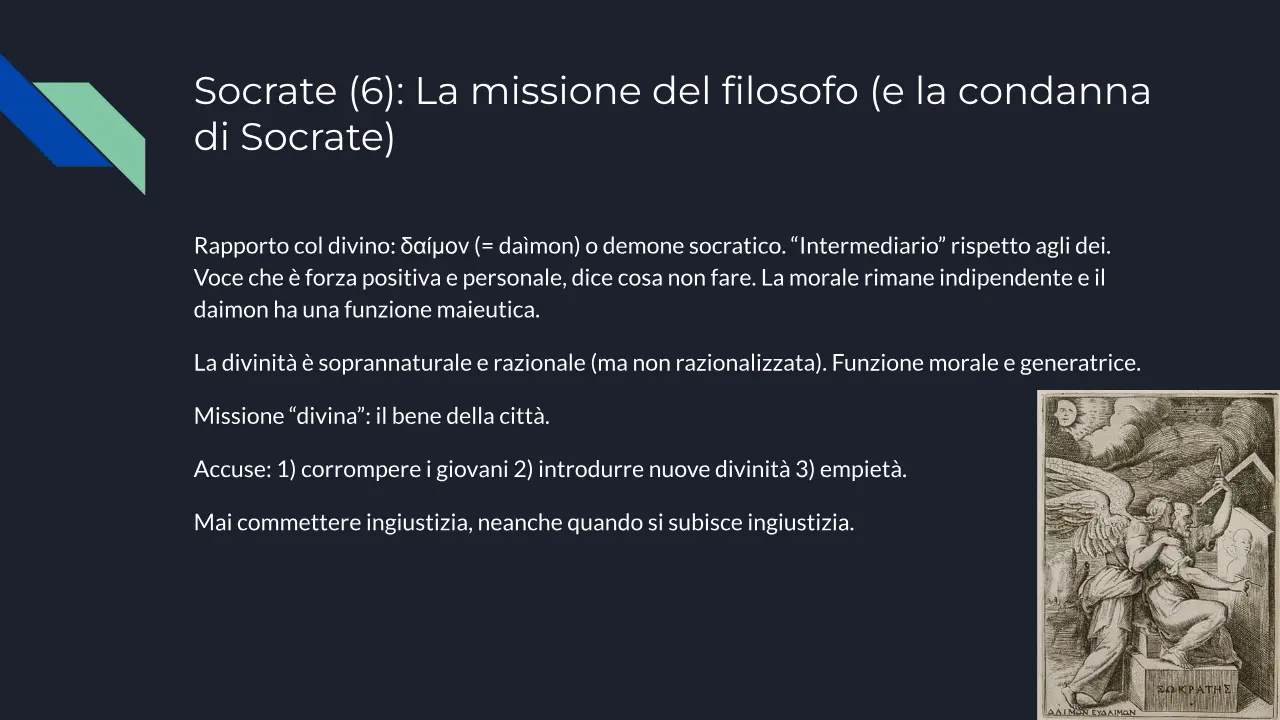 Socrate (6): La missione del filosofo (e la condanna
di Socrate)
Rapporto col divino: δαίμον (= daìmon) o demone socratico. “Intermediario” rispetto agli dei.
Voce che è forza positiva e personale, dice cosa non fare. La morale rimane indipendente e il
daimon ha una funzione maieutica.
La divinità è soprannaturale e razionale (ma non razionalizzata). Funzione morale e generatrice.
Missione “divina”: il bene della città.
Accuse: 1) corrompere i giovani 2) introdurre nuove divinità 3) empietà.
Mai commettere ingiustizia, neanche quando si subisce ingiustizia.
ΣΩΚΡΑΤΗΣ
ΔΑΙΜΩΝ ΕΥΔΑΙΜΩΝ